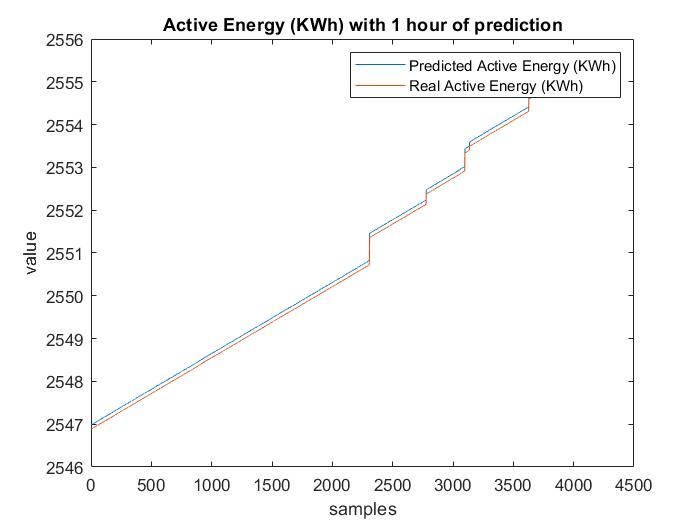 Active Energy (KWh) with 1 hour of prediction
2556
Predicted Active Energy (KWh)
2555
Real Active Energy (KWh)
2554
2553
2552
2551
value
2550
2549
2548
2547
2546
0 500 1000 1500 2000 2500 3000 3500 4000 4500
samples